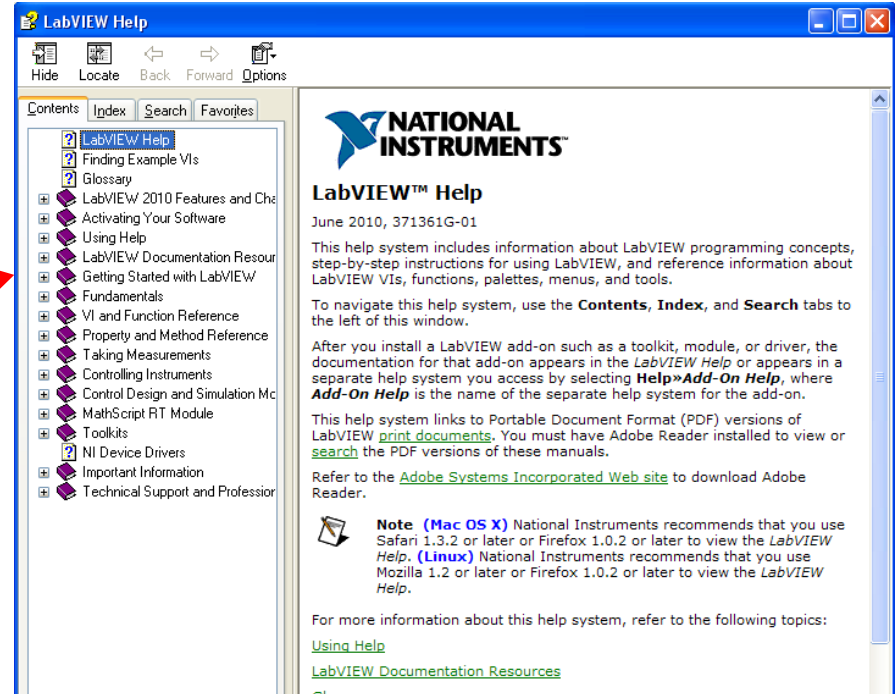 LabVIEW Help
Hide Locate Back Forward Options
Contents Index Search Favorites
LabVIEW Help
Finding Example VIs
Glossary
LabVIEW 2010 Features and Cha
Activating Your Software
Using Help
LabVIEW Documentation Resour
Getting Started with LabVIEW
Fundamentals
VI and Function Reference
Property and Method Reference
Taking Measurements
Controlling Instruments
Control Design and Simulation Mo
MathScript RT Module
Toolkits
NI Device Drivers
Important Information
Technical Support and Profession
NATIONAL
INSTRUMENTS™
LabVIEW™ Help
June 2010, 371361G-01
This help system includes information about LabVIEW programming concepts,
step-by-step instructions for using LabVIEW, and reference information about
LabVIEW VIs, functions, palettes, menus, and tools.
To navigate this help system, use the Contents, Index, and Search tabs to
the left of this window.
After you install a LabVIEW add-on such as a toolkit, module, or driver, the
documentation for that add-on appears in the LabVIEW Help or appears in a
separate help system you access by selecting Help»Add-On Help, where
Add-On Help is the name of the separate help system for the add-on.
This help system links to Portable Document Format (PDF) versions of
LabVIEW print documents. You must have Adobe Reader installed to view or
search the PDF versions of these manuals.
Refer to the Adobe Systems Incorporated Web site to download Adobe
Reader.
Note (Mac OS X) National Instruments recommends that you use
Safari 1.3.2 or later or Firefox 1.0.2 or later to view the LabVIEW
Help. (Linux) National Instruments recommends that you use
Mozilla 1.2 or later or Firefox 1.0.2 or later to view the LabVIEW
Help.
For more information about this help system, refer to the following topics:
Using Help
LabVIEW Documentation Resources